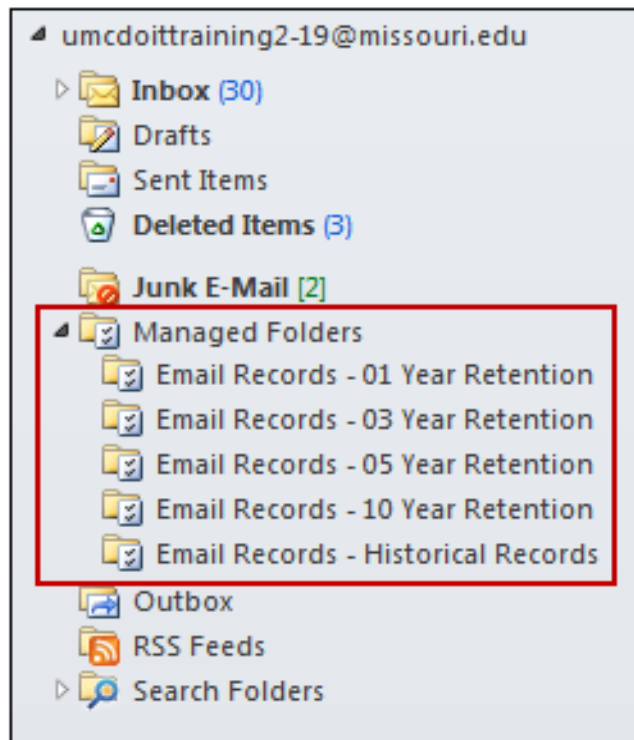 umcdoittraining2-19@missouri.edu
Inbox (30)
Drafts
Sent Items
Deleted Items (3)
Junk E-Mail [2]
Managed Folders
Email Records - 01 Year Retention
Email Records - 03 Year Retention
Email Records - 05 Year Retention
Email Records - 10 Year Retention
Email Records - Historical Records
Outbox
RSS Feeds
Search Folders